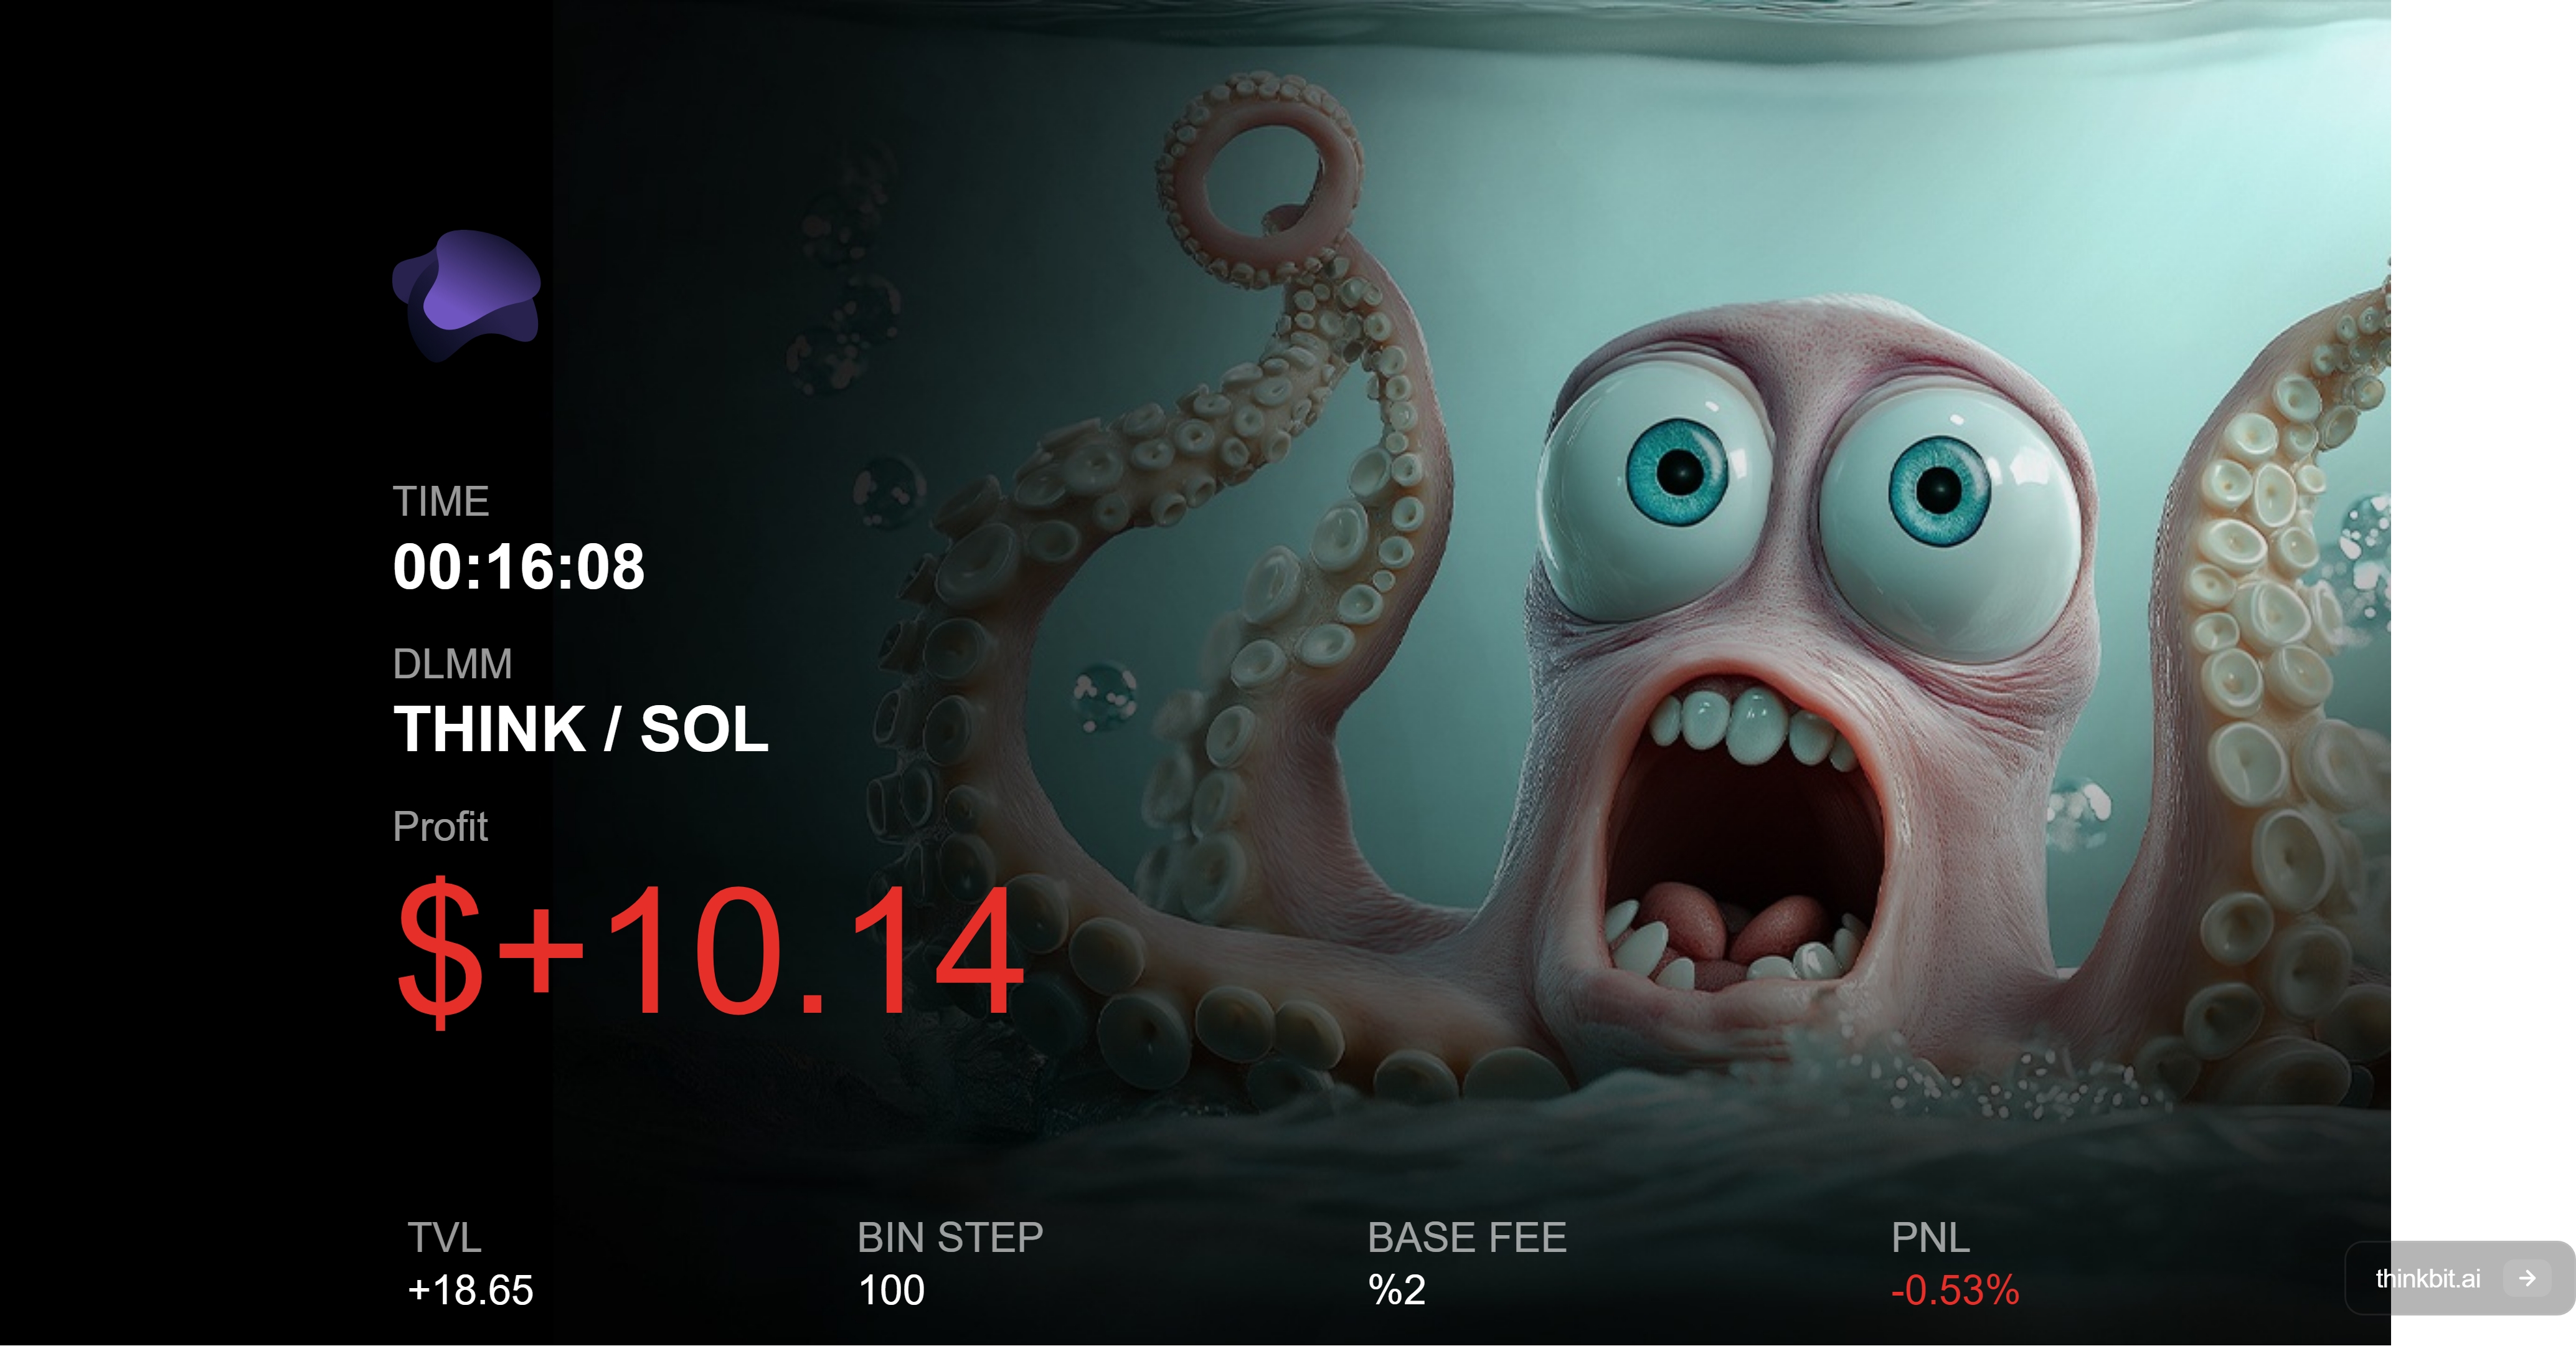 TIME
00:16:08
DLMM
THINK / SOL
Profit
$+10.14
TVL
+18.65
BIN STEP
100
BASE FEE
%2
PNL
-0.53%
thinkbit.ai